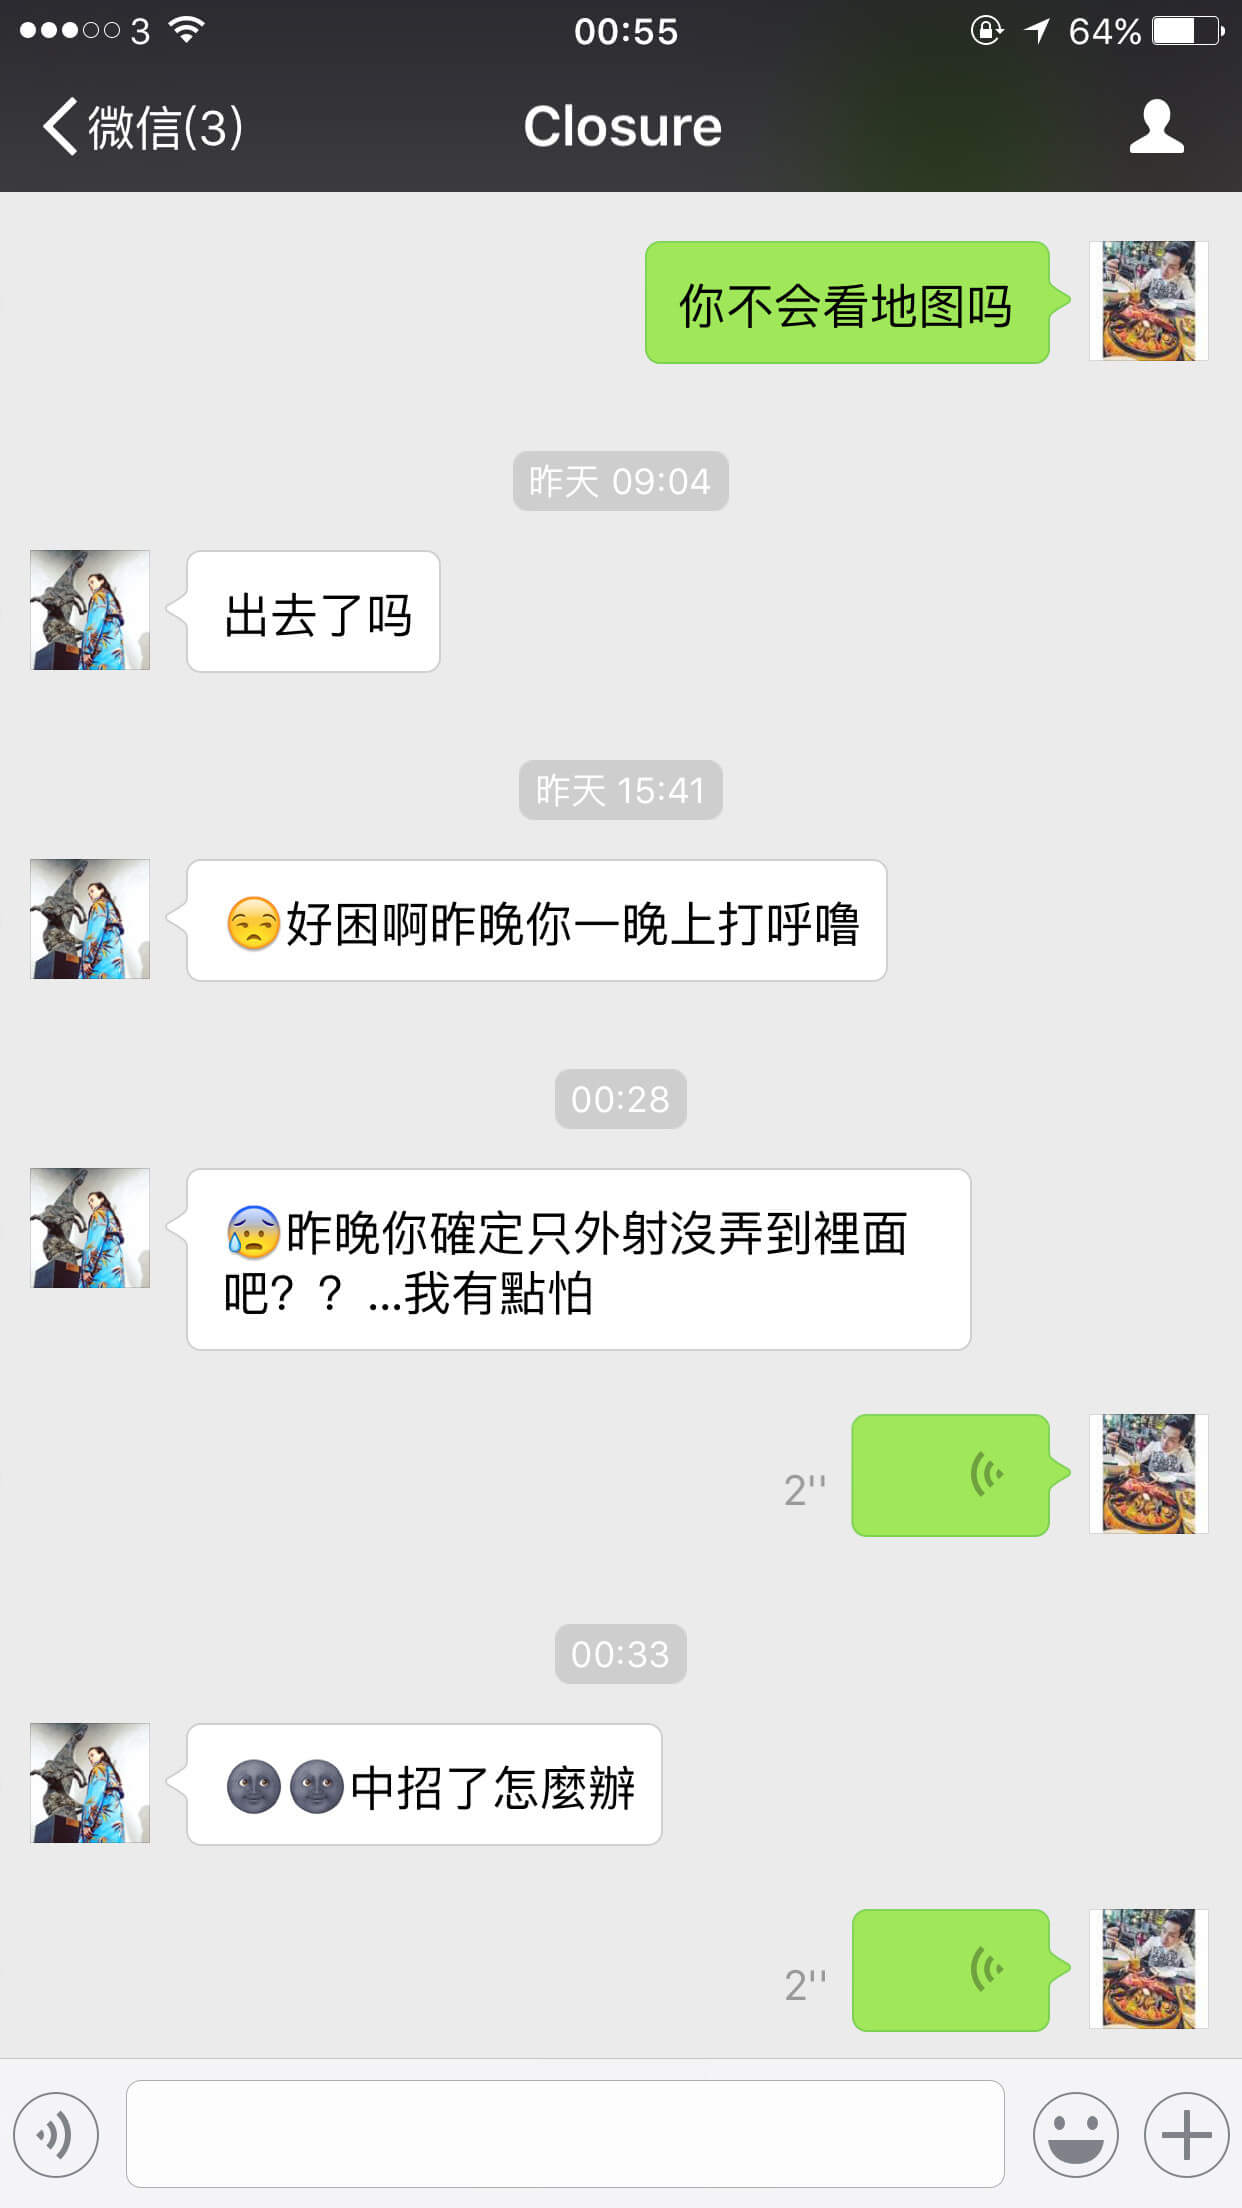 3 00:55 64%
微信(3) Closure
你不会看地图吗
昨天 09:04
出去了吗
昨天 15:41
😒好困啊昨晚你一晚上打呼噜
00:28
😰昨晚你確定只外射沒弄到裡面
吧？？...我有點怕
2''
00:33
🌚🌚中招了怎麼辦
2''